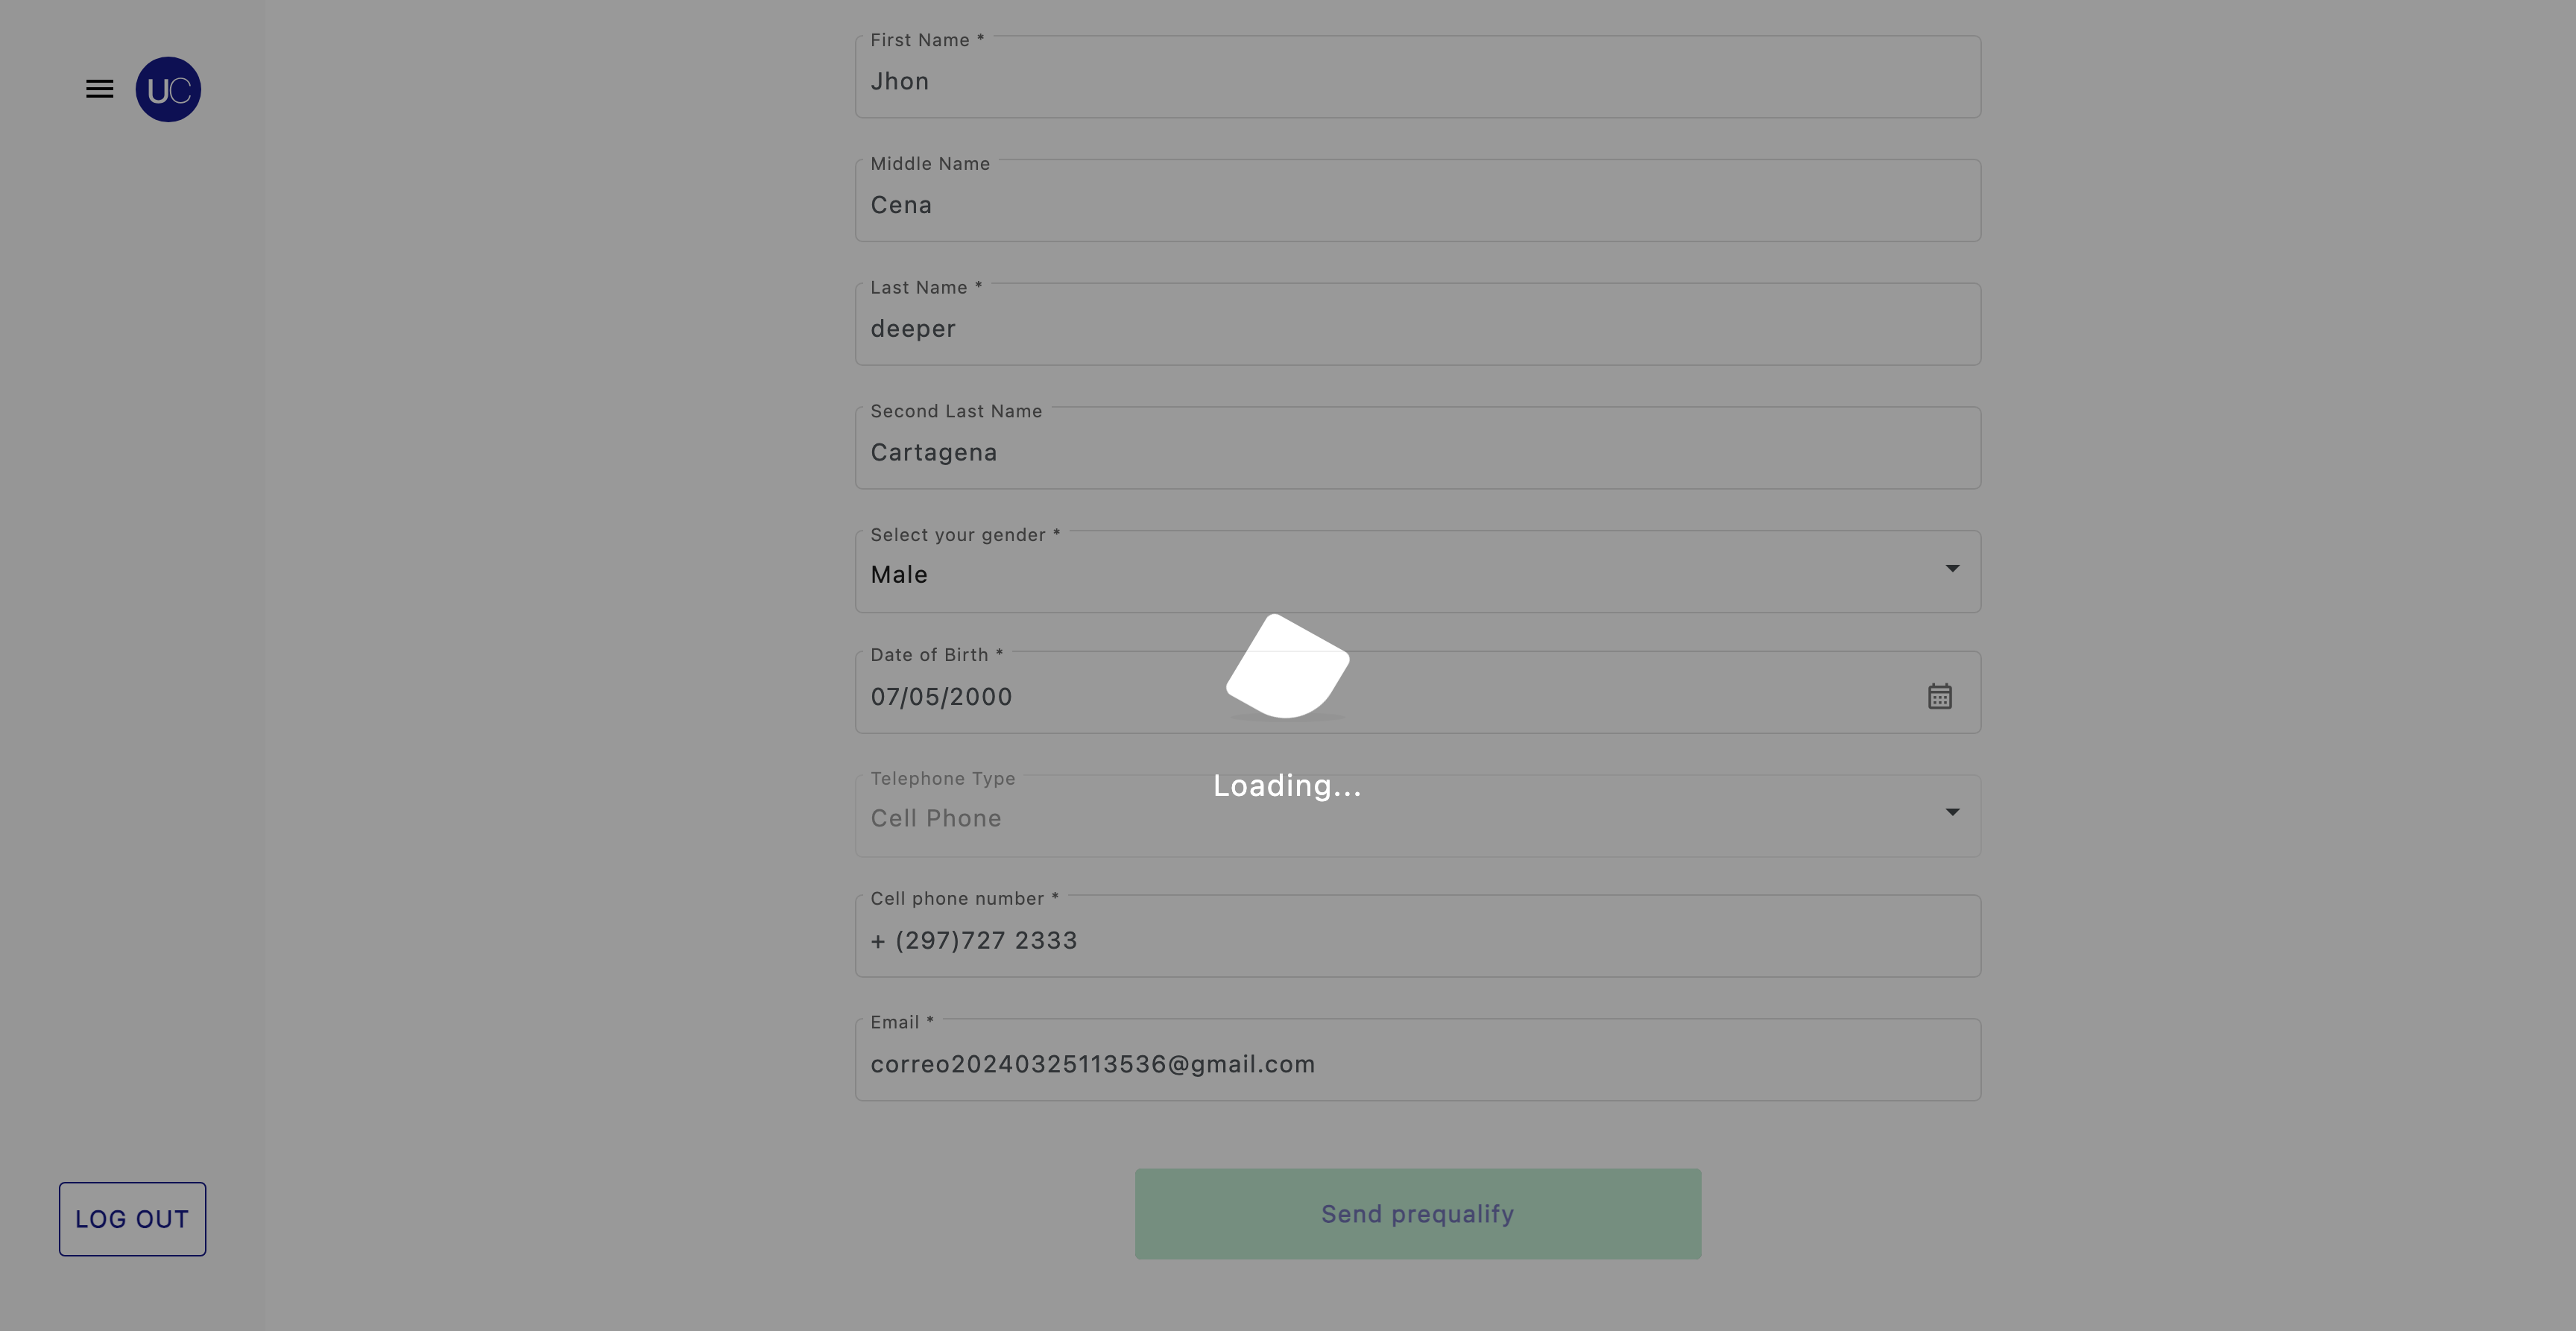 UC
First Name *
Jhon
Middle Name
Cena
Last Name *
deeper
Second Last Name
Cartagena
Select your gender *
Male
Date of Birth *
07/05/2000
Loading...
Telephone Type
Cell Phone
Cell phone number *
+ (297)727 2333
Email *
correo20240325113536@gmail.com
Send prequalify
LOG OUT